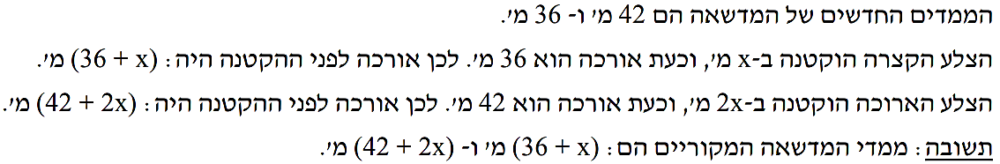 הממדים החדשים של המדשאה הם 42 מ׳ ו- 36 מ׳.
הצלע הקצרה הוקטנה ב-x מ׳, וכעת אורכה הוא 36 מ׳. לכן אורכה לפני ההקטנה היה: (36 + x) מ׳.
הצלע הארוכה הוקטנה ב-2x מ׳, וכעת אורכה הוא 42 מ׳. לכן אורכה לפני ההקטנה היה: (42 + 2x) מ׳.
תשובה: ממדי המדשאה המקוריים הם: (36 + x) מ׳ ו- (42 + 2x) מ׳.